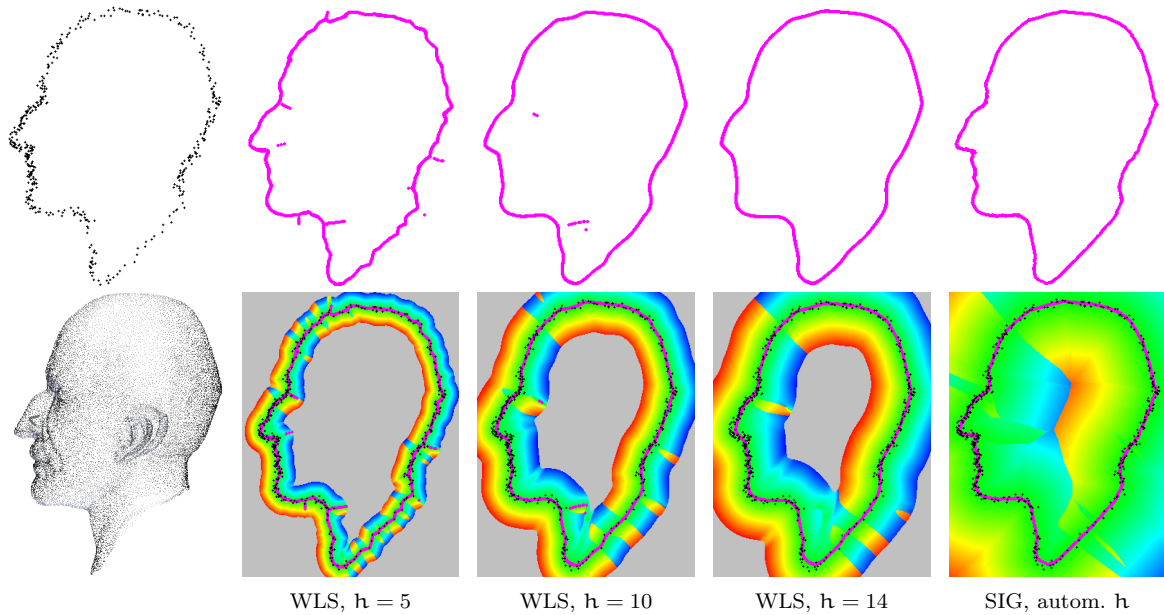 WLS, h = 5
WLS, h = 10
WLS, h = 14
SIG, autom. h